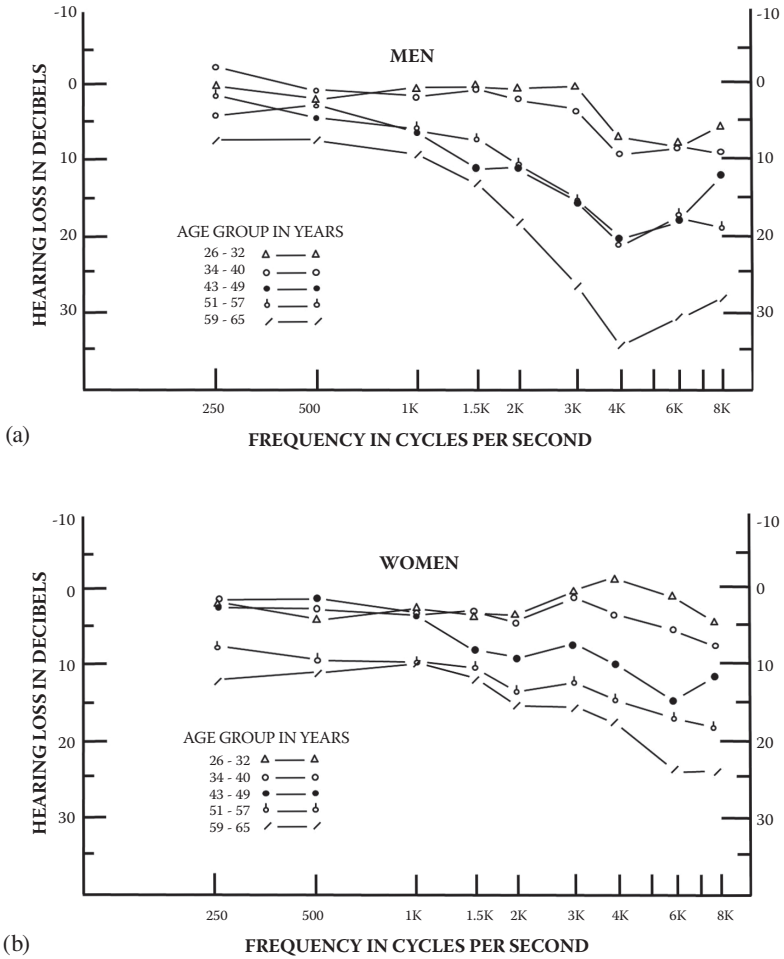 -10
-10
MEN
0
0
10
10
20
20
30
30
HEARING LOSS IN DECIBELS
AGE GROUP IN YEARS
26 - 32
34 - 40
43 - 49
51 - 57
59 - 65
250 500 1K 1.5K 2K 3K 4K 6K 8K
(a)
FREQUENCY IN CYCLES PER SECOND
-10
-10
WOMEN
0
0
10
10
20
20
30
30
HEARING LOSS IN DECIBELS
AGE GROUP IN YEARS
26 - 32
34 - 40
43 - 49
51 - 57
59 - 65
250 500 1K 1.5K 2K 3K 4K 6K 8K
(b)
FREQUENCY IN CYCLES PER SECOND